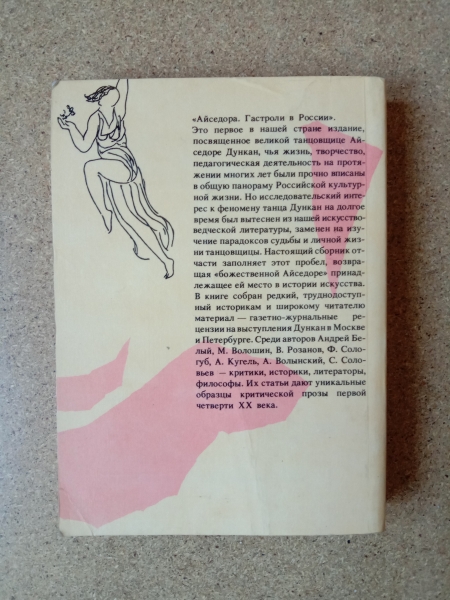 «Айседора. Гастроли в России».
Это первое в нашей стране издание,
посвященное великой танцовщице Ай-
седоре Дункан, чья жизнь, творчество,
педагогическая деятельность на протя-
жении многих лет были прочно вписаны
в общую панораму Российской культур-
ной жизни. Но исследовательский инте-
рес к феномену танца Дункан на долгое
время был вытеснен из нашей искусство-
ведческой литературы, заменен на изу-
чение парадоксов судьбы и личной жиз-
ни танцовщицы. Настоящий сборник от-
части заполняет этот пробел, возвра-
щая «божественной Айседоре» принад-
лежащее ей место в истории искусства.
В книге собран редкий, труднодоступ-
ный историкам и широкому читателю
материал — газетно-журнальные ре-
цензии на выступления Дункан в Москве
и Петербурге. Среди авторов Андрей Бе-
лый, М. Волошин, В. Розанов, Ф. Соло-
губ, А. Кугель, А. Волынский, С. Соло-
вьев — критики, историки, литераторы,
философы. Их статьи дают уникальные
образцы критической прозы первой
четверти XX века.